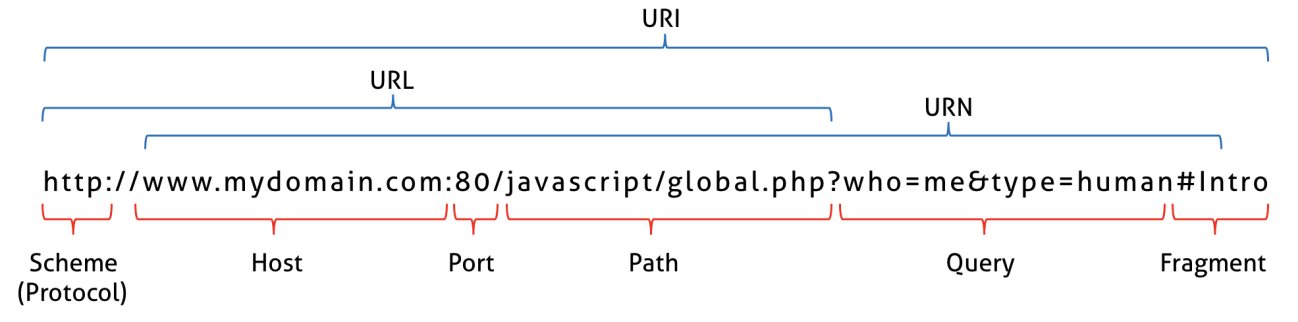 URI
URL
URN
http://www.mydomain.com:80/javascript/global.php?who=me&type=human#Intro
Scheme
(Protocol)
Host
Port
Path
Query
Fragment